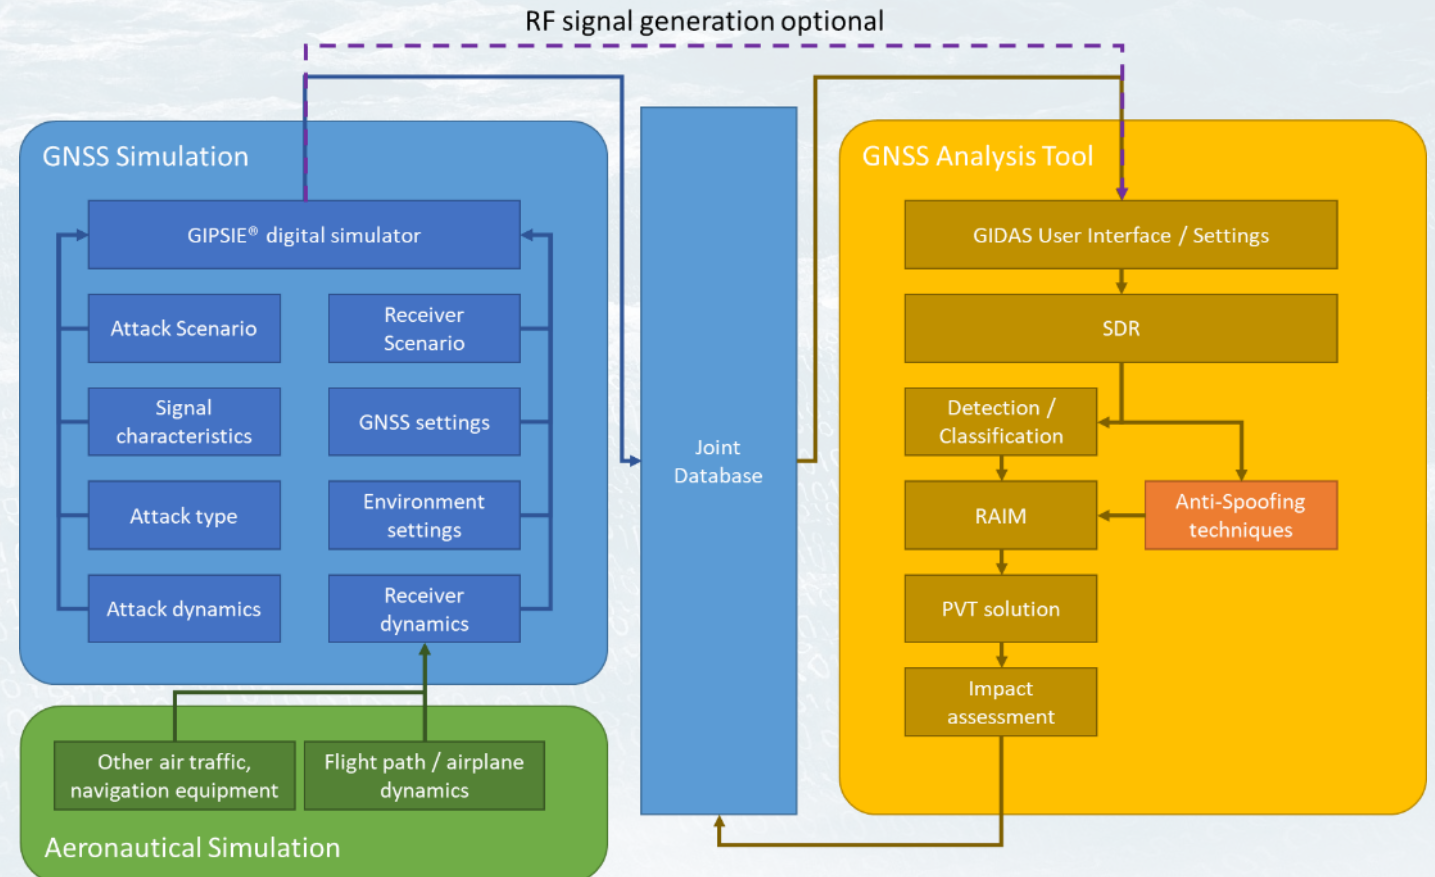 RF signal generation optional
GNSS Simulation
GIPSIE® digital simulator
Attack Scenario
Receiver
Scenario
Signal
characteristics
GNSS settings
Attack type
Environment
settings
Attack dynamics
Receiver
dynamics
Other air traffic,
navigation equipment
Flight path / airplane
dynamics
Aeronautical Simulation
Joint
Database
GNSS Analysis Tool
GIDAS User Interface / Settings
SDR
Detection /
Classification
RAIM
Anti-Spoofing
techniques
PVT solution
Impact
assessment